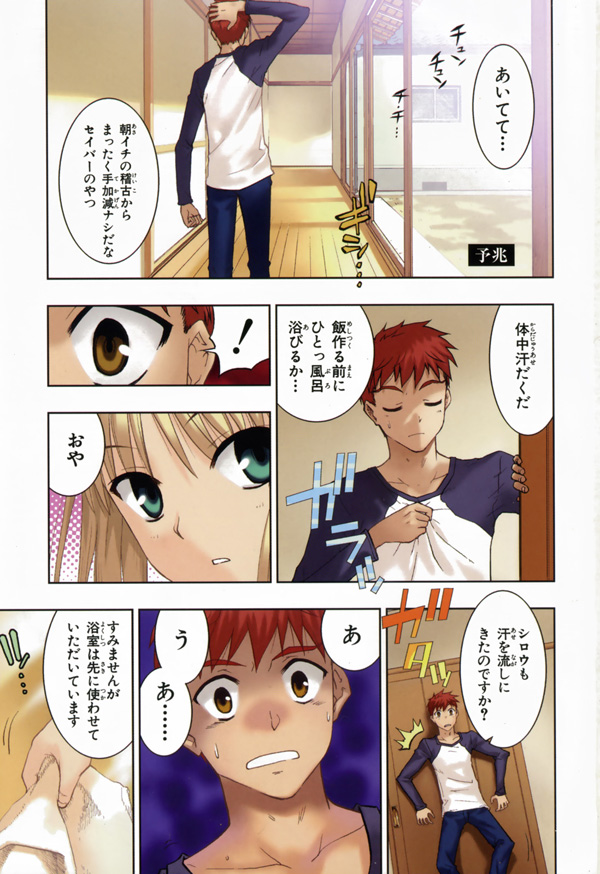 あいてて…
チュン
チュン
チ・チ…
朝イチの稽古から
まったく手加減ナシだな
セイバーのやつ
ギシ…
予兆
体中汗だくだ
飯作る前に
ひとっ風呂
浴びるか…
ガラッ
！
おや
シロウも
汗を流しに
きたのですか？
ガガッ
あ
う
あ……
すみませんが
浴室は先に使わせて
いただいています